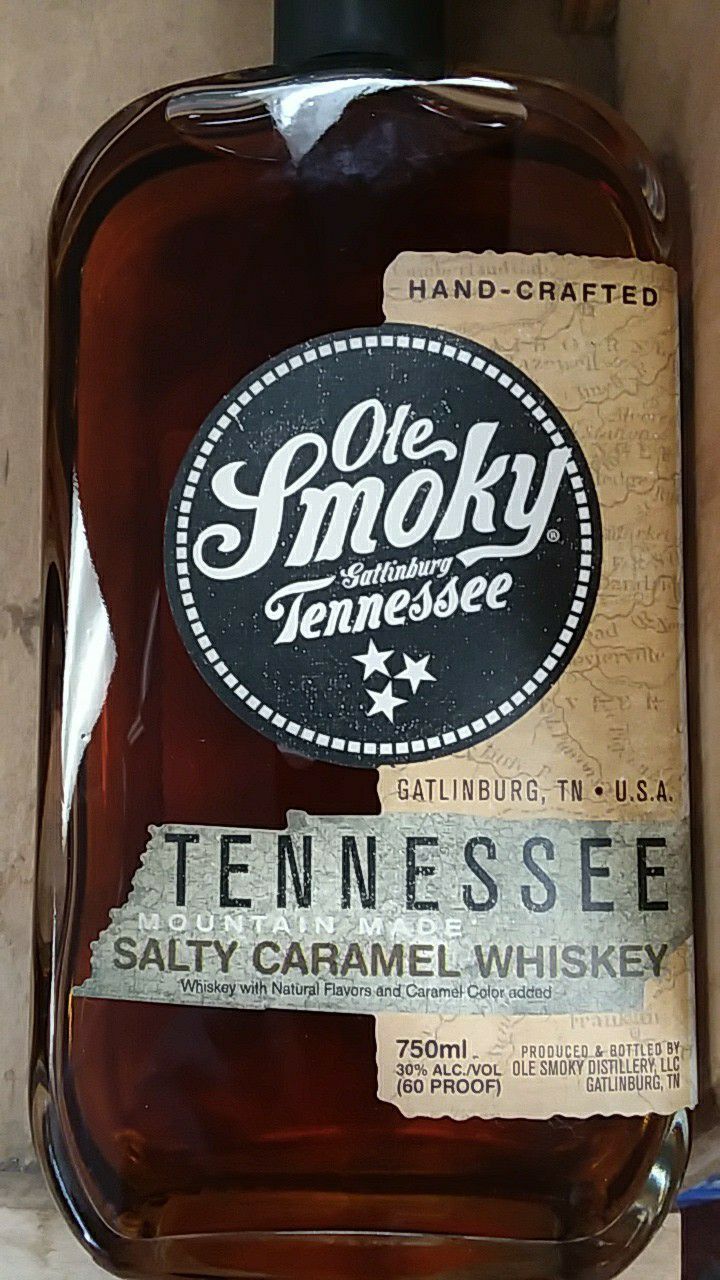 HAND-CRAFTED
Ole
Smoky®
Gatlinburg
Tennessee
GATLINBURG, TN • U.S.A.
TENNESSEE
MOUNTAIN MADE
SALTY CARAMEL WHISKEY
Whiskey with Natural Flavors and Caramel Color added
750ml
30% ALC./VOL
(60 PROOF)
PRODUCED & BOTTLED BY
OLE SMOKY DISTILLERY, LLC
GATLINBURG, TN